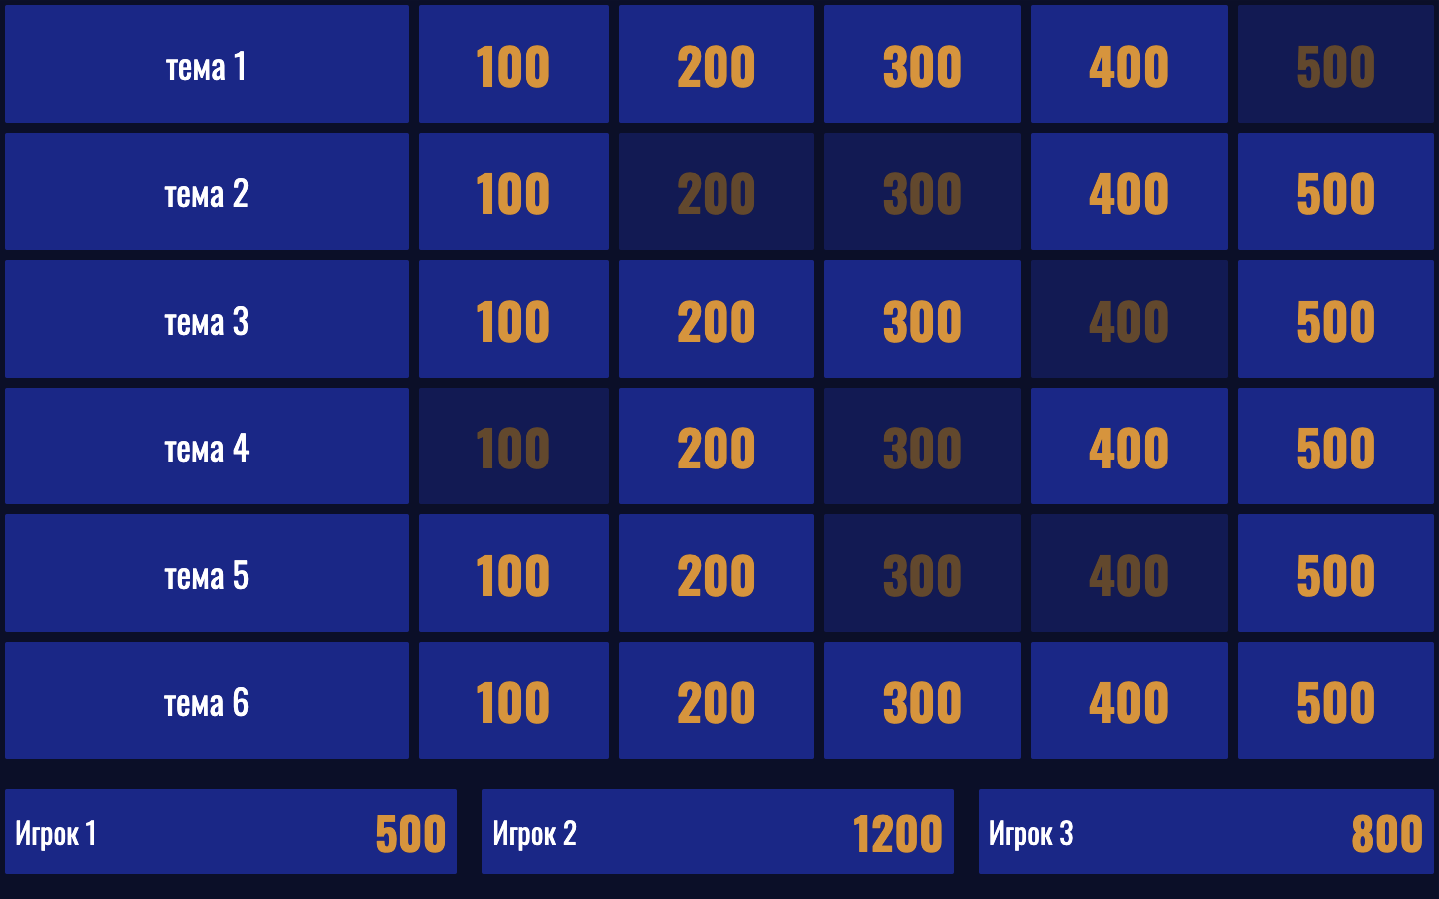 тема 1 100 200 300 400 500
тема 2 100 200 300 400 500
тема 3 100 200 300 400 500
тема 4 100 200 300 400 500
тема 5 100 200 300 400 500
тема 6 100 200 300 400 500
Игрок 1 500 Игрок 2 1200 Игрок 3 800